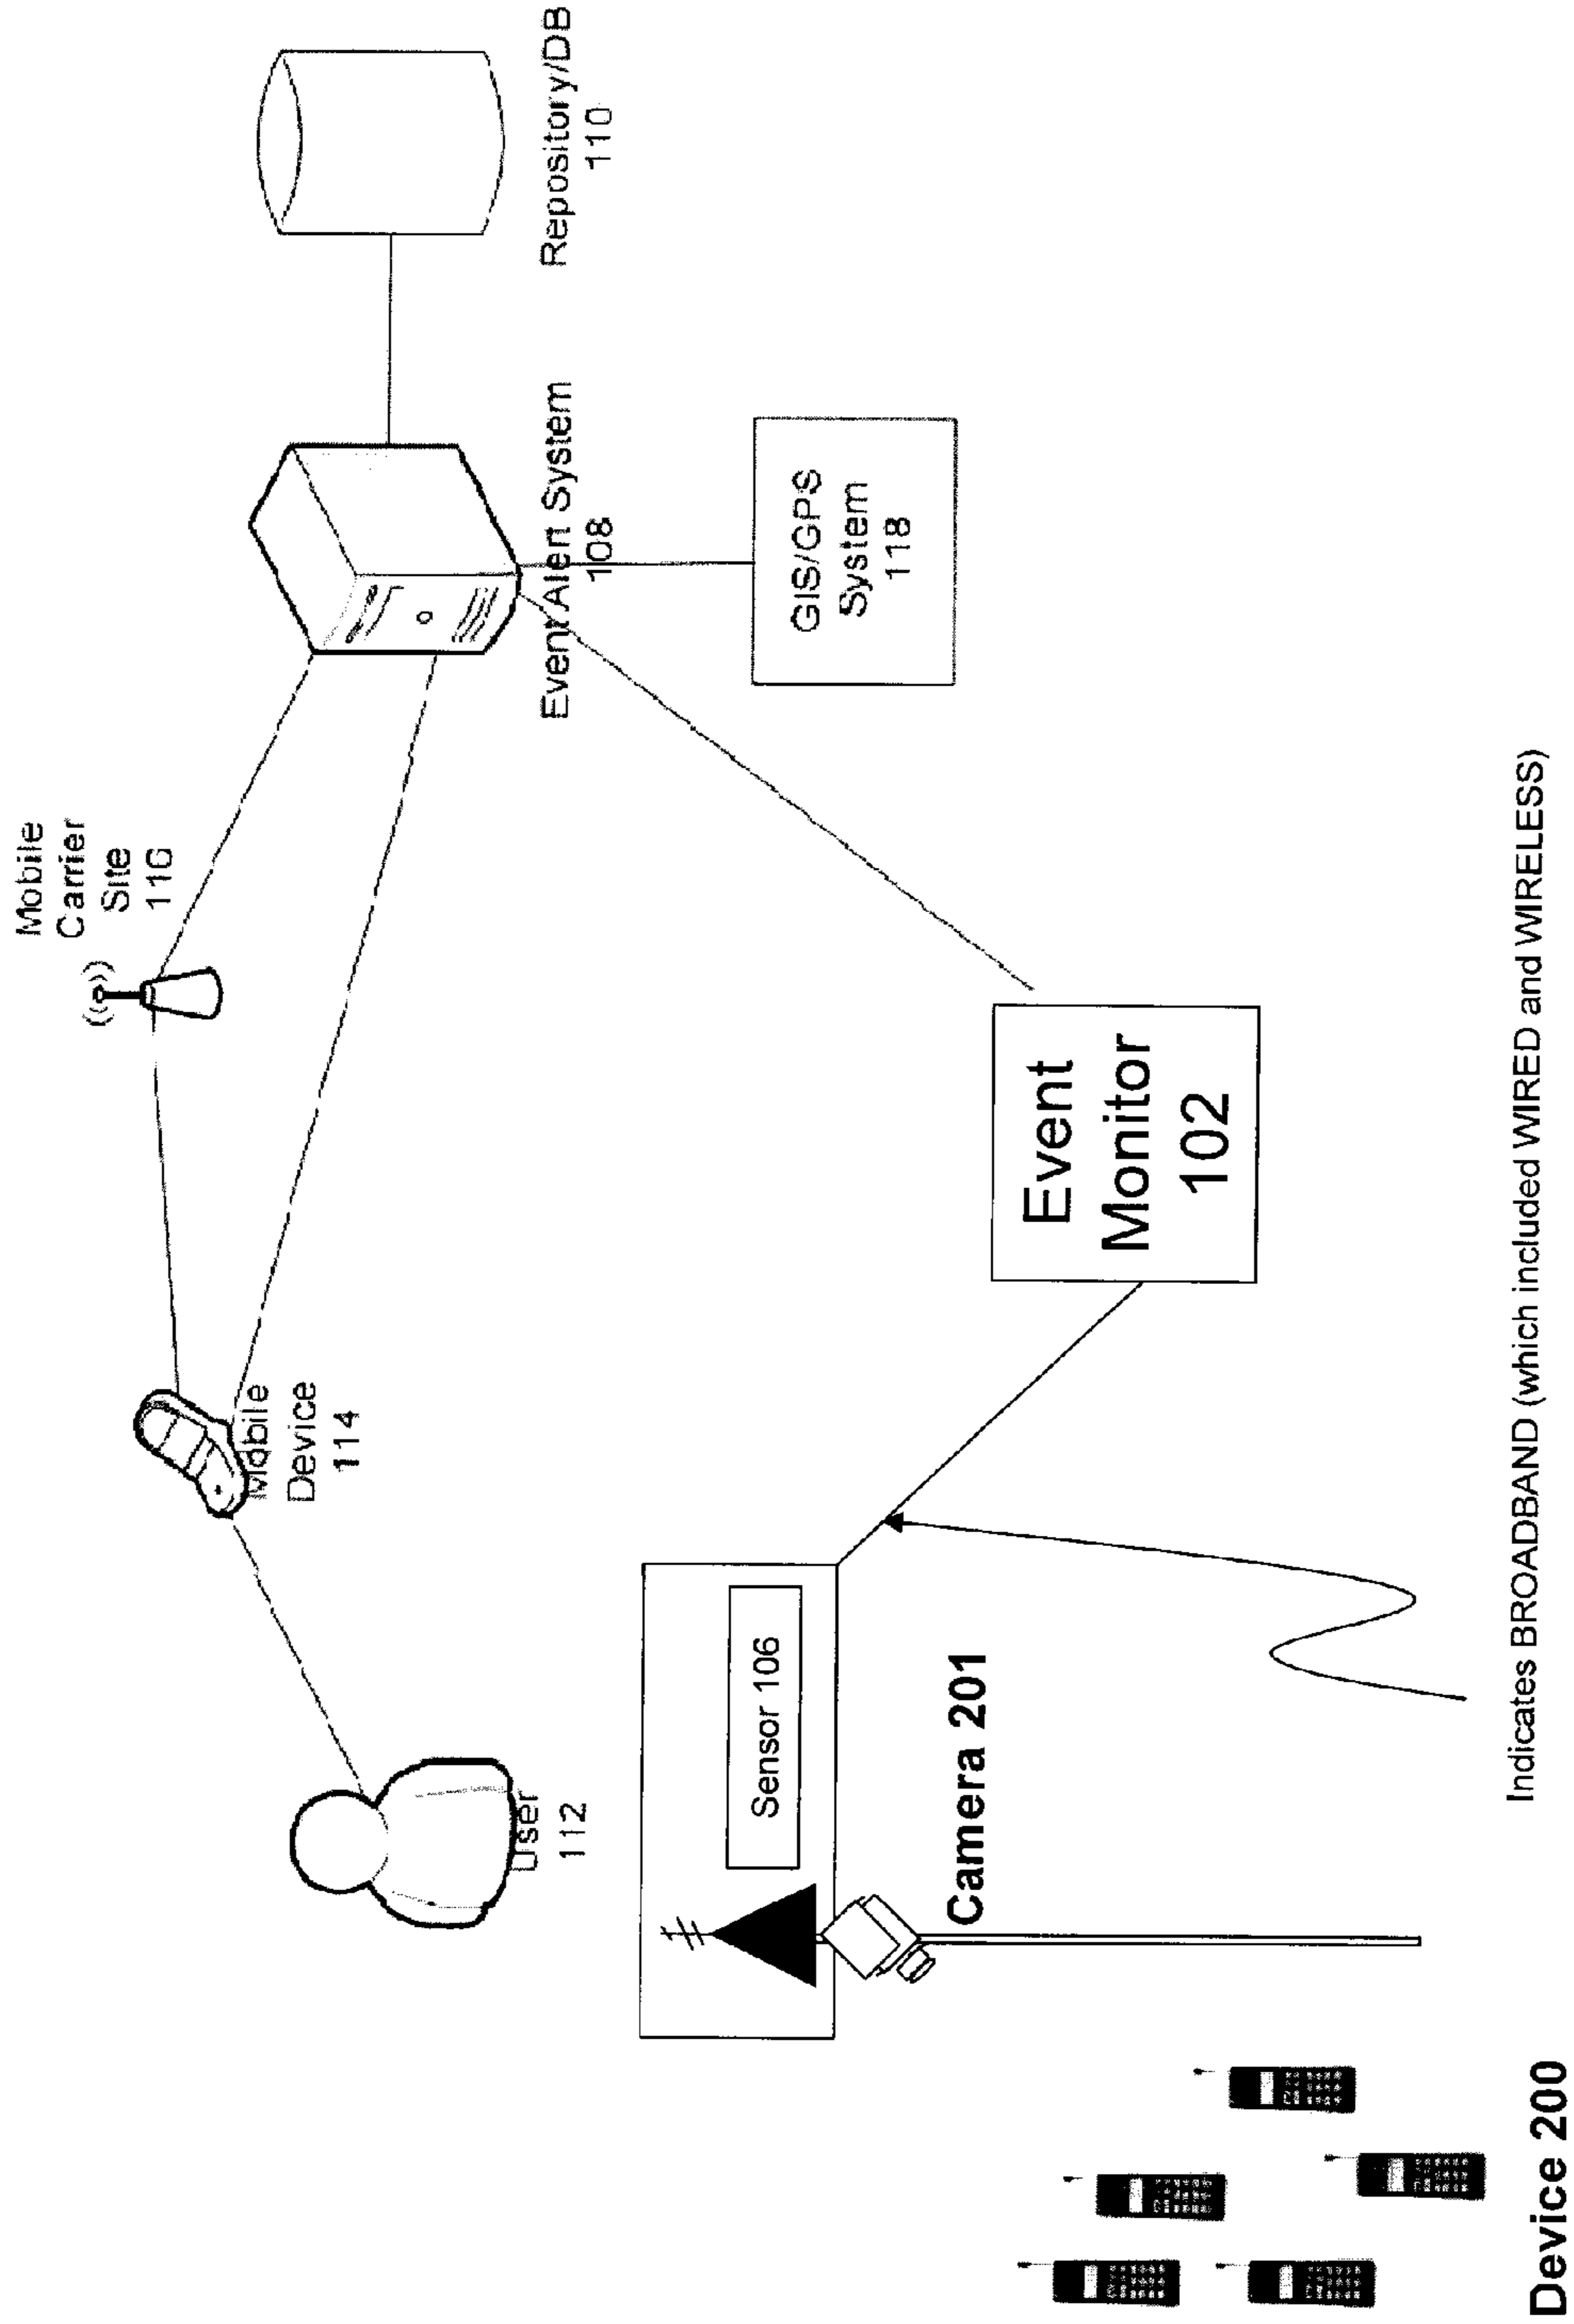 Mobile
Carrier
Site
116
Mobile
Device
114
User
112
Event Alert System
108
Repository/DB
110
GIS/GPS
System
118
Sensor 106
Camera 201
Event
Monitor
102
Device 200
Indicates BROADBAND (which included WIRED and WIRELESS)